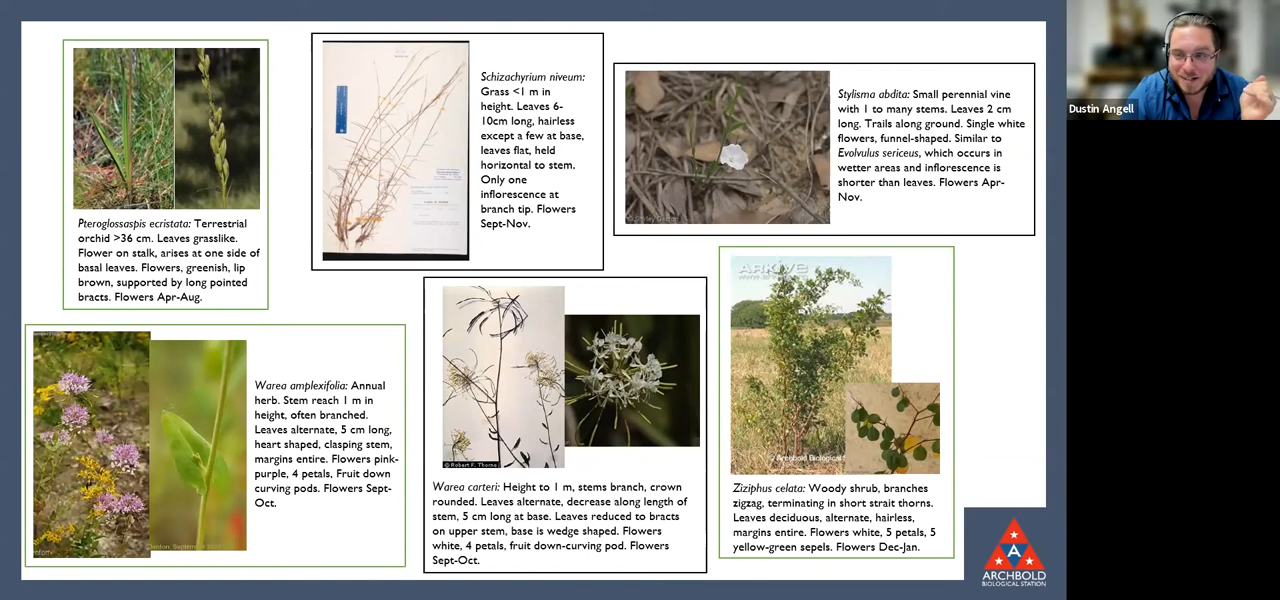 Pteroglossaspis ecristata: Terrestrial
orchid >36 cm. Leaves grasslike.
Flower on stalk, arises at one side of
basal leaves. Flowers, greenish, lip
brown, supported by long pointed
bracts. Flowers Apr-Aug.
Schizachyrium niveum:
Grass <1 m in
height. Leaves 6-
10cm long, hairless
except a few at base,
leaves flat, held
horizontal to stem.
Only one
inflorescence at
branch tip. Flowers
Sept-Nov.
Stylisma abdita: Small perennial vine
with 1 to many stems. Leaves 2 cm
long. Trails along ground. Single white
flowers, funnel-shaped. Similar to
Evolvulus sericeus, which occurs in
wetter areas and inflorescence is
shorter than leaves. Flowers Apr-
Nov.
Dustin Angell
Warea amplexifolia: Annual
herb. Stem reach 1 m in
height, often branched.
Leaves alternate, 5 cm long,
heart shaped, clasping stem,
margins entire. Flowers pink-
purple, 4 petals, Fruit down
curving pods. Flowers Sept-
Oct.
© Robert F. Thorne
Warea carteri: Height to 1 m, stems branch, crown
rounded. Leaves alternate, decrease along length of
stem, 5 cm long at base. Leaves reduced to bracts
on upper stem, base is wedge shaped. Flowers
white, 4 petals, fruit down-curving pod. Flowers
Sept-Oct.
ARKIVE
Archbold Biological
Ziziphus celata: Woody shrub, branches
zigzag, terminating in short strait thorns.
Leaves deciduous, alternate, hairless,
margins entire. Flowers white, 5 petals, 5
yellow-green sepels. Flowers Dec-Jan.
A
ARCHBOLD
BIOLOGICAL STATION